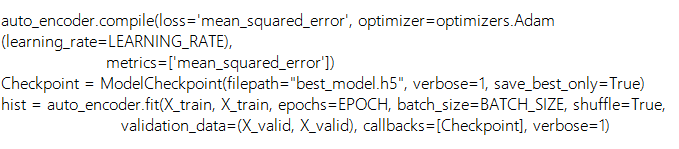 auto_encoder.compile(loss='mean_squared_error', optimizer=optimizers.Adam
(learning_rate=LEARNING_RATE),
metrics=['mean_squared_error'])
Checkpoint = ModelCheckpoint(filepath="best_model.h5", verbose=1, save_best_only=True)
hist = auto_encoder.fit(X_train, X_train, epochs=EPOCH, batch_size=BATCH_SIZE, shuffle=True,
validation_data=(X_valid, X_valid), callbacks=[Checkpoint], verbose=1)